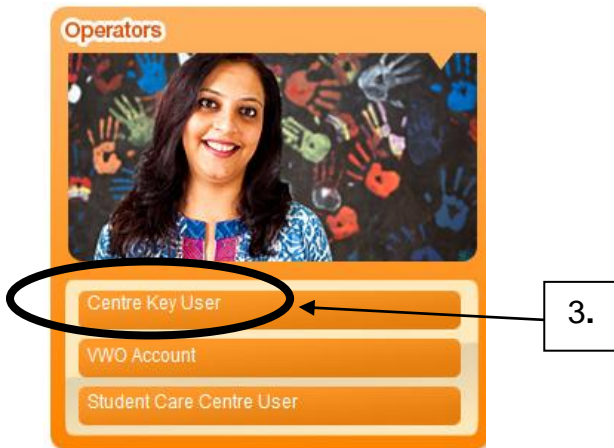 Operators
Centre Key User
3.
VWO Account
Student Care Centre User